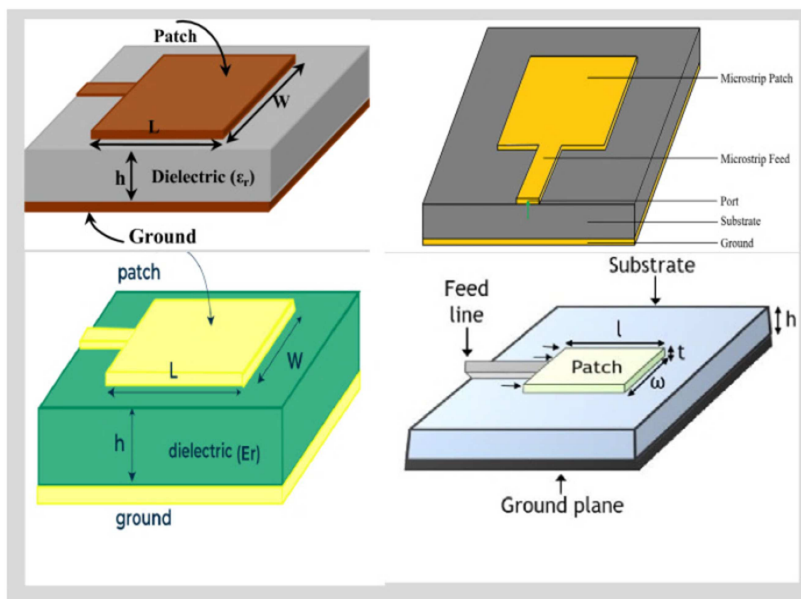 Patch
W
L
h
Dielectric (εr)
Ground
Microstrip Patch
Microstrip Feed
Port
Substrate
Ground
patch
W
L
h
dielectric (Er)
ground
Substrate
Feed
line
h
l
t
Patch
ω
Ground plane